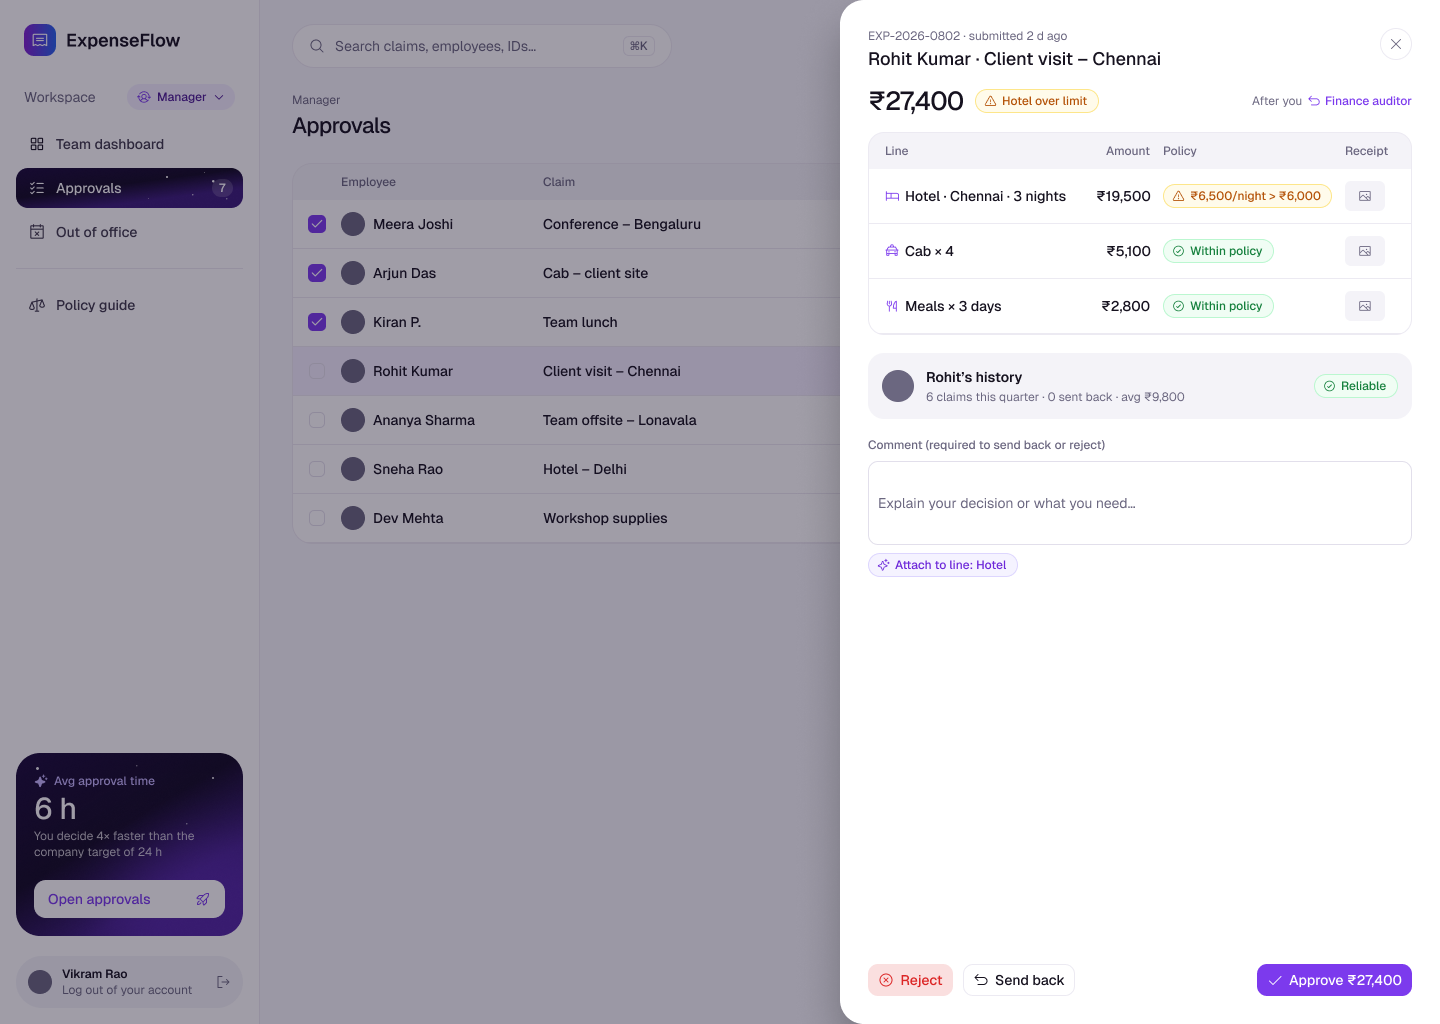 ExpenseFlow
Workspace
Manager
Team dashboard
Approvals
7
Out of office
Policy guide
Avg approval time
6 h
You decide 4× faster than the
company target of 24 h
Open approvals
Vikram Rao
Log out of your account
Search claims, employees, IDs…
⌘K
Manager
Approvals
Employee Claim
Meera Joshi Conference – Bengaluru
Arjun Das Cab – client site
Kiran P. Team lunch
Rohit Kumar Client visit – Chennai
Ananya Sharma Team offsite – Lonavala
Sneha Rao Hotel – Delhi
Dev Mehta Workshop supplies
EXP-2026-0802 · submitted 2 d ago
Rohit Kumar · Client visit – Chennai
₹27,400 Hotel over limit After you Finance auditor
Line Amount Policy Receipt
Hotel · Chennai · 3 nights ₹19,500 ₹6,500/night > ₹6,000
Cab × 4 ₹5,100 Within policy
Meals × 3 days ₹2,800 Within policy
Rohit’s history
6 claims this quarter · 0 sent back · avg ₹9,800
Reliable
Comment (required to send back or reject)
Explain your decision or what you need…
Attach to line: Hotel
Reject Send back Approve ₹27,400